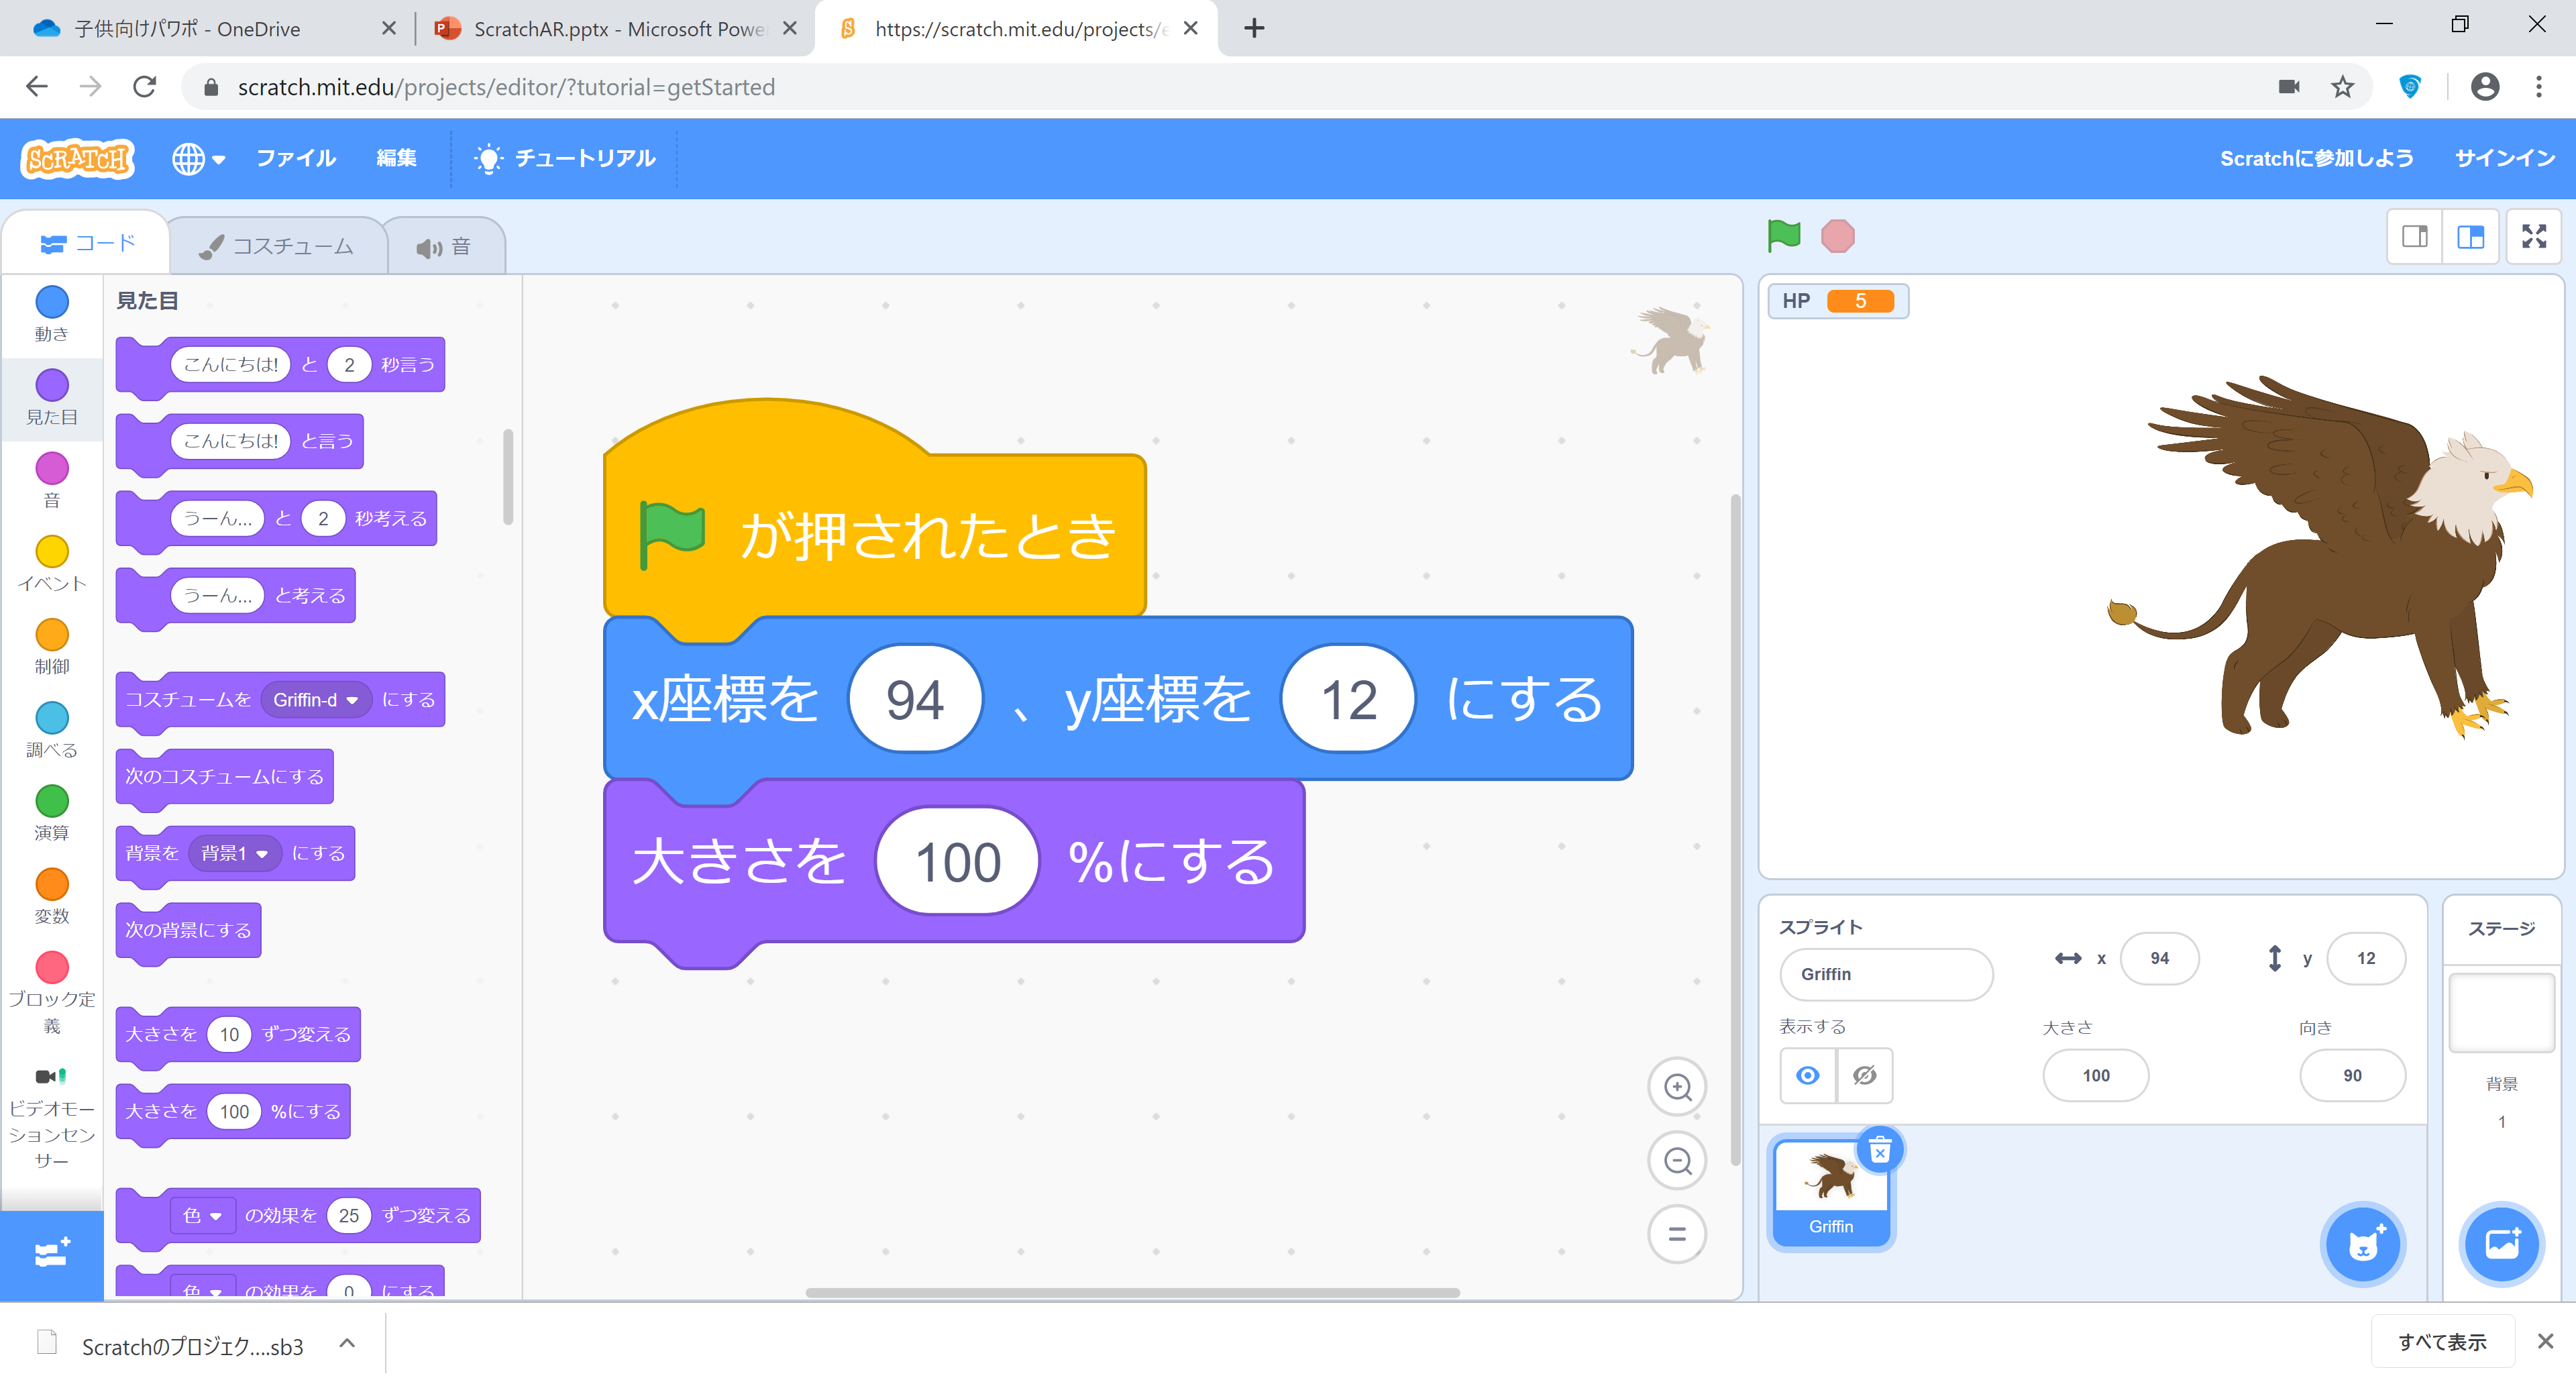 子供向けパワポ - OneDrive
ScratchAR.pptx - Microsoft Powe
https://scratch.mit.edu/projects/e
scratch.mit.edu/projects/editor/?tutorial=getStarted
SCRATCH ファイル 編集 チュートリアル Scratchに参加しよう サインイン
コード コスチューム 音
動き
見た目
音
イベント
制御
調べる
演算
変数
ブロック定
義
ビデオモー
ションセン
サー
見た目
こんにちは! と 2 秒言う
こんにちは! と言う
うーん... と 2 秒考える
うーん... と考える
コスチュームを Griffin-d にする
次のコスチュームにする
背景を 背景1 にする
次の背景にする
大きさを 10 ずつ変える
大きさを 100 %にする
色 の効果を 25 ずつ変える
色 の効果を 0 にする
が押されたとき
x座標を 94 、y座標を 12 にする
大きさを 100 %にする
HP 5
スプライト
Griffin
x 94
y 12
表示する
大きさ
100
向き
90
Griffin
ステージ
背景
1
Scratchのプロジェク....sb3
すべて表示